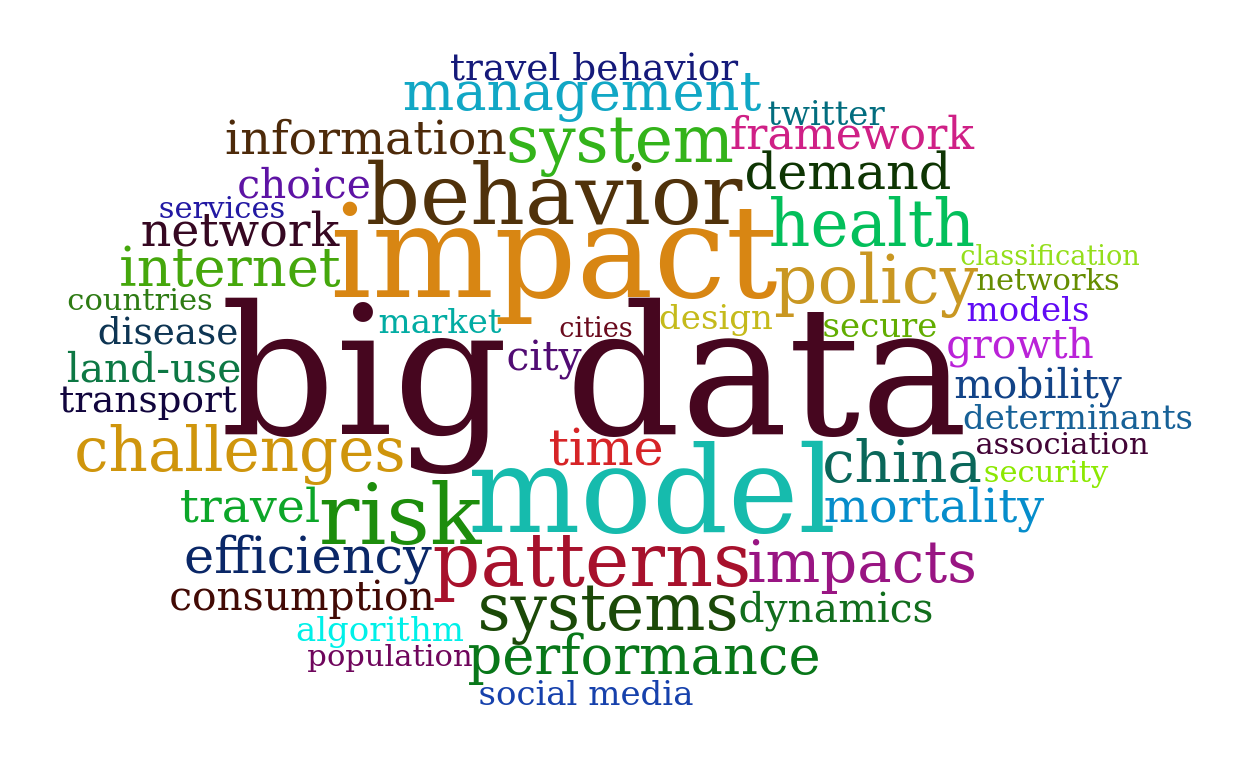 travel behavior
management
twitter
information
system
framework
choice
behavior
demand
services
network
impact
health
internet
policy
classification
networks
countries
big data
models
disease
market
cities
design
secure
land-use
city
growth
transport
mobility
determinants
challenges
time
china
association
security
travel
risk
model
mortality
efficiency
patterns
impacts
consumption
systems
dynamics
algorithm
population
performance
social media